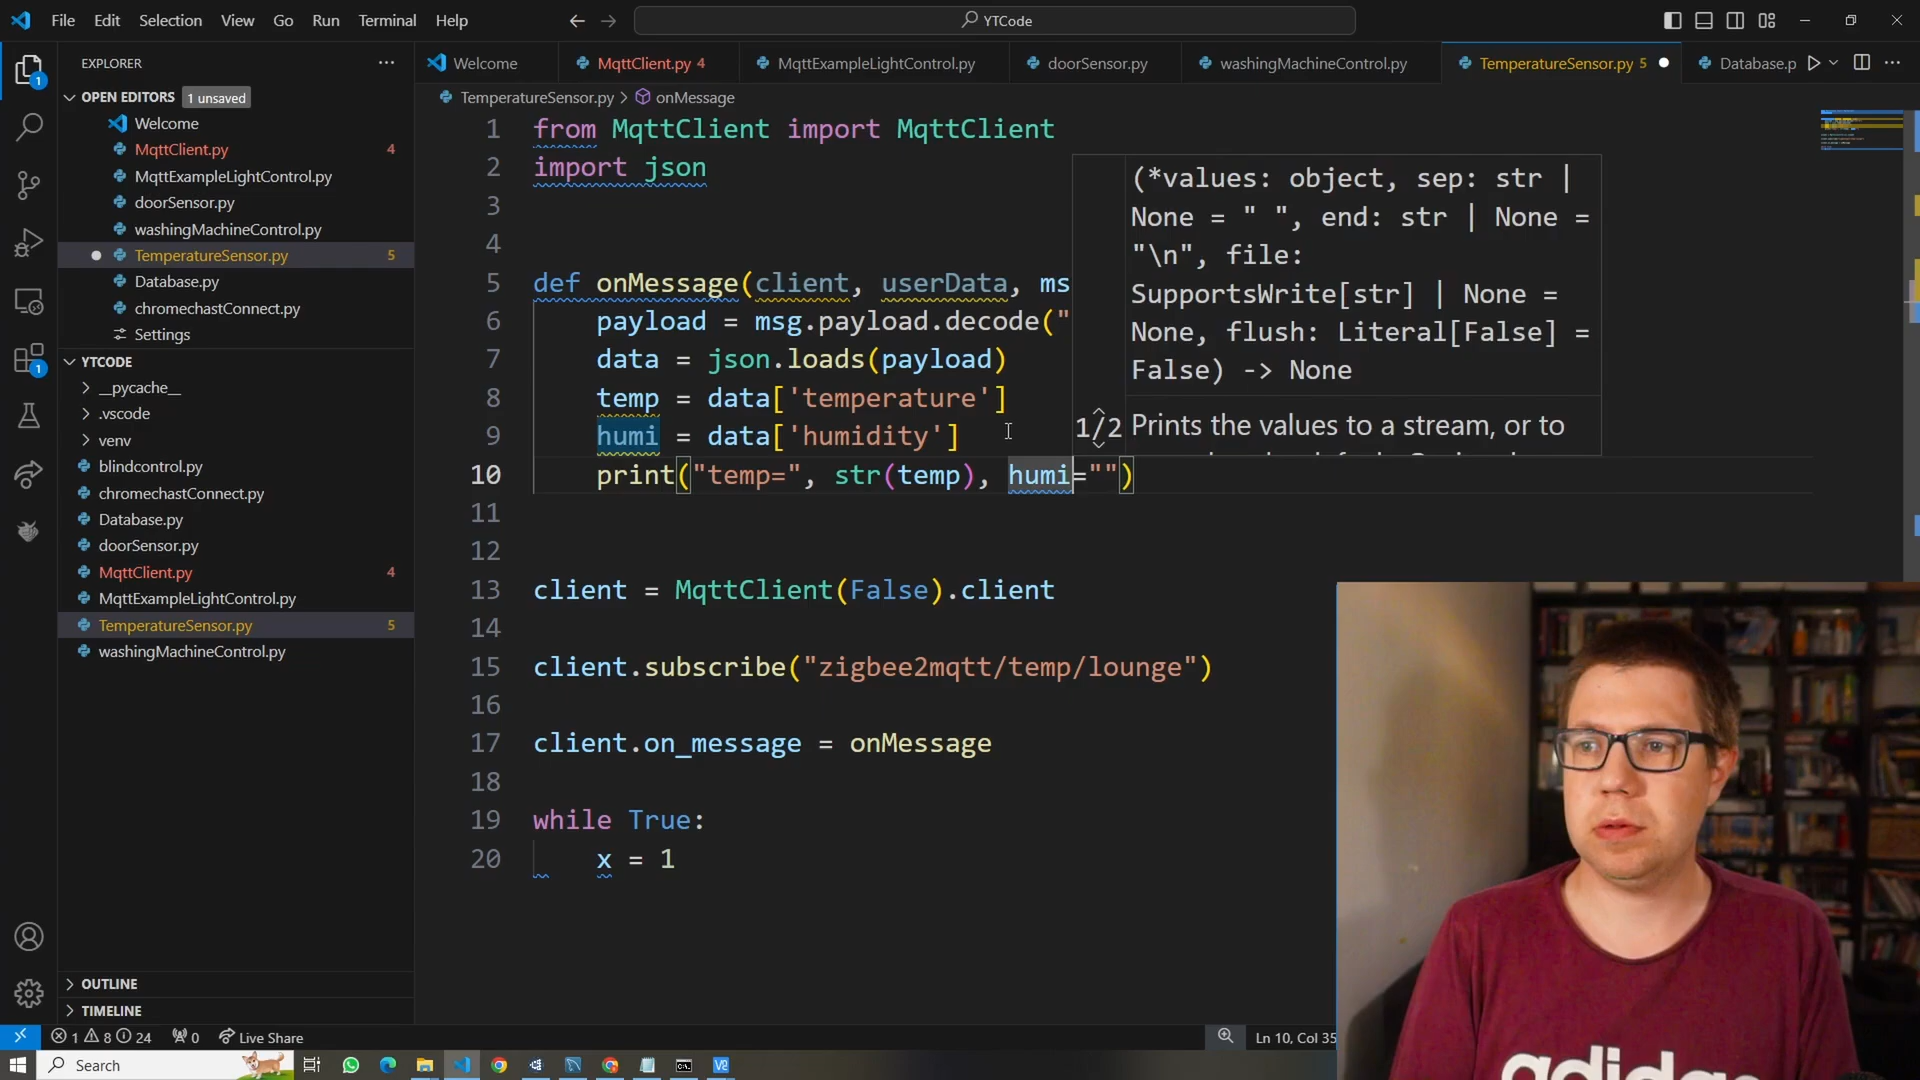 File Edit Selection View Go Run Terminal Help
YTCode
EXPLORER
OPEN EDITORS 1 unsaved
Welcome
MqttClient.py 4
MqttExampleLightControl.py
doorSensor.py
washingMachineControl.py
TemperatureSensor.py 5
Database.py
chromechastConnect.py
Settings
YTCODE
__pycache__
.vscode
venv
blindcontrol.py
chromechastConnect.py
Database.py
doorSensor.py
MqttClient.py 4
MqttExampleLightControl.py
TemperatureSensor.py 5
washingMachineControl.py
OUTLINE
TIMELINE
Welcome MqttClient.py 4 MqttExampleLightControl.py doorSensor.py washingMachineControl.py TemperatureSensor.py 5 Database.p
TemperatureSensor.py > onMessage
1 from MqttClient import MqttClient
2 import json
3
4
5 def onMessage(client, userData, ms
6 payload = msg.payload.decode("
7 data = json.loads(payload)
8 temp = data['temperature']
9 humi = data['humidity']
10 print("temp=", str(temp), humi="")
11
12
13 client = MqttClient(False).client
14
15 client.subscribe("zigbee2mqtt/temp/lounge")
16
17 client.on_message = onMessage
18
19 while True:
20 x = 1
(*values: object, sep: str |
None = " ", end: str | None =
"\n", file:
SupportsWrite[str] | None =
None, flush: Literal[False] =
False) -> None
1/2 Prints the values to a stream, or to
adidas
1 8 24 0 Live Share
Ln 10, Col 35
Search